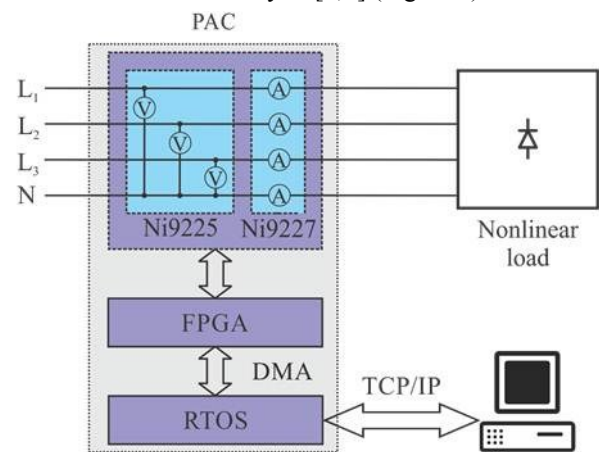 PAC
L₁
L₂
L₃
N
V
V
V
A
A
A
A
Ni9225
Ni9227
Nonlinear
load
FPGA
DMA
TCP/IP
RTOS